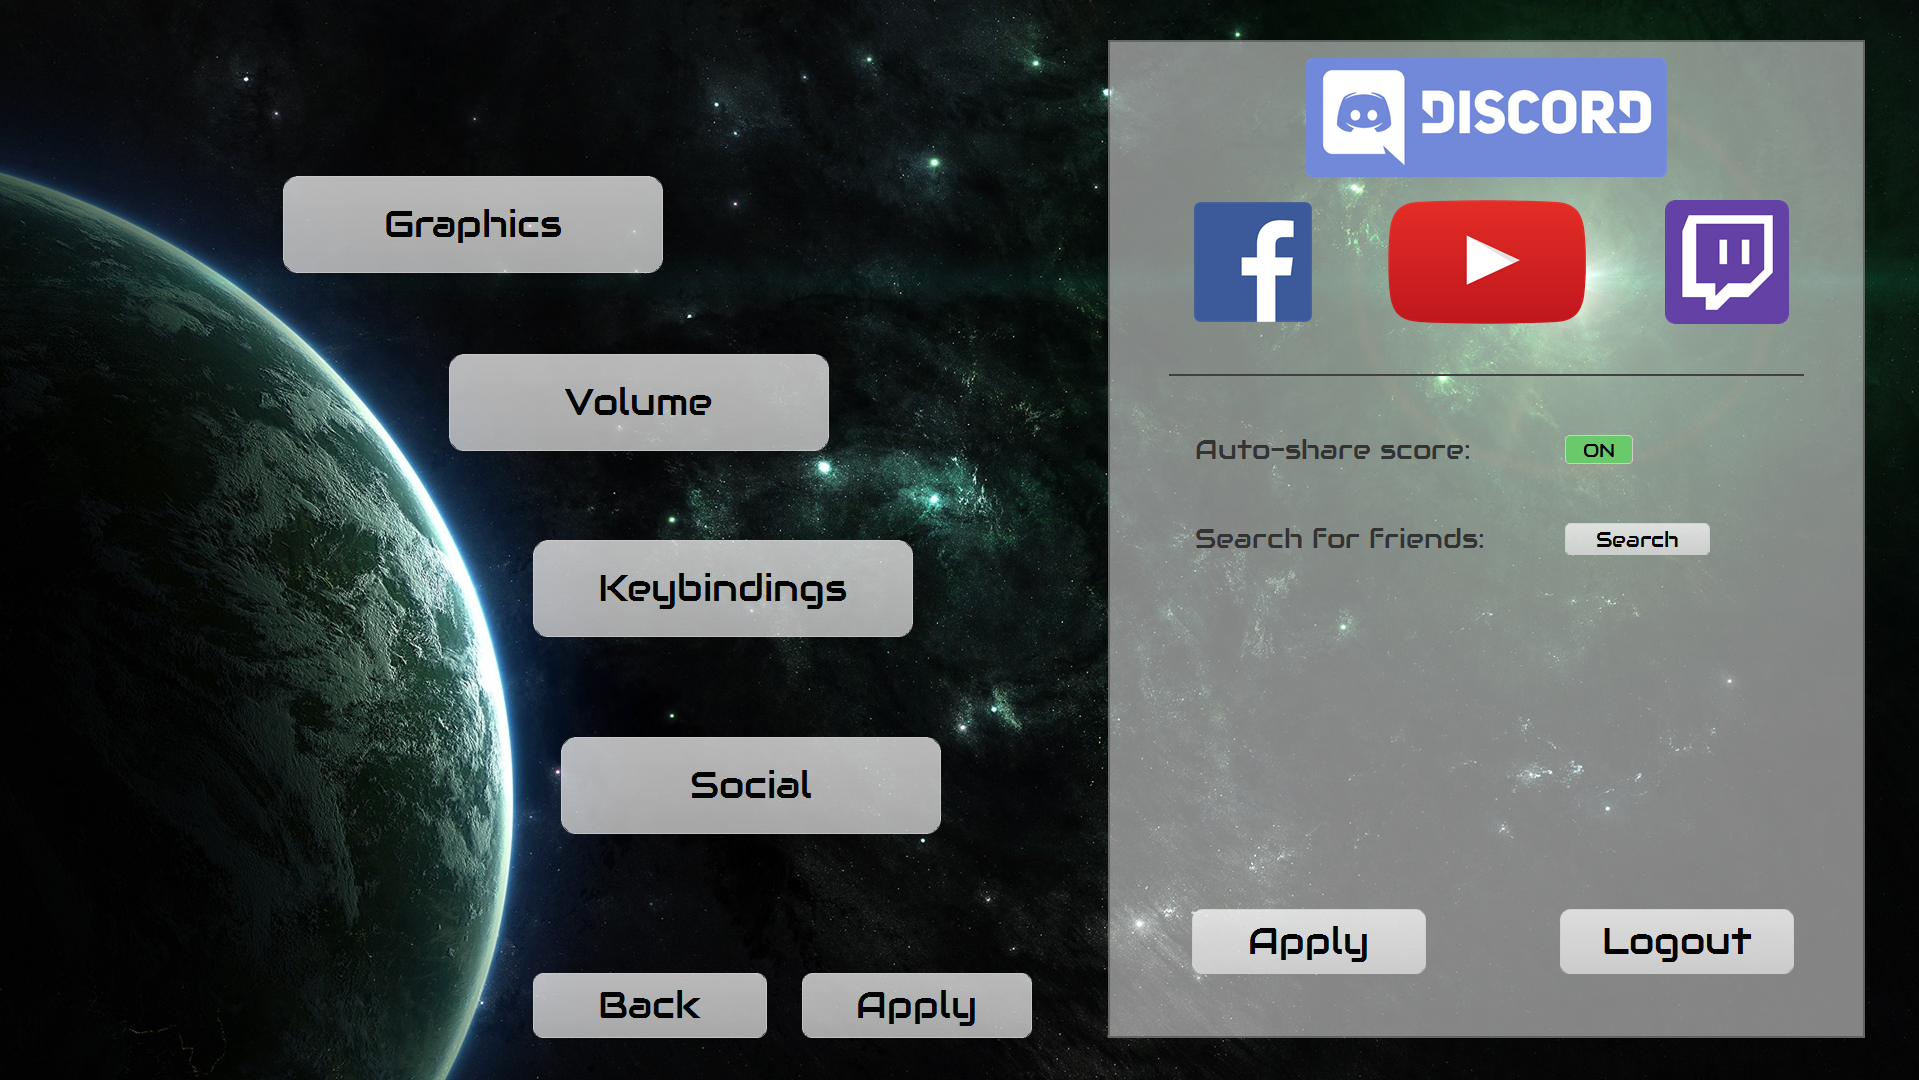 Graphics
Volume
Keybindings
Social
Back
Apply
DISCORD
f
Auto-share score:
ON
Search for friends:
Search
Apply
Logout